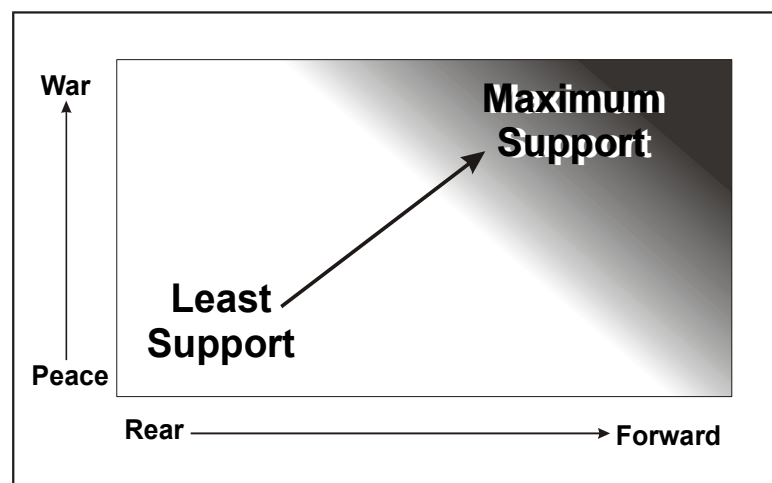 War
Maximum
Support
Least
Support
Peace
Rear
Forward